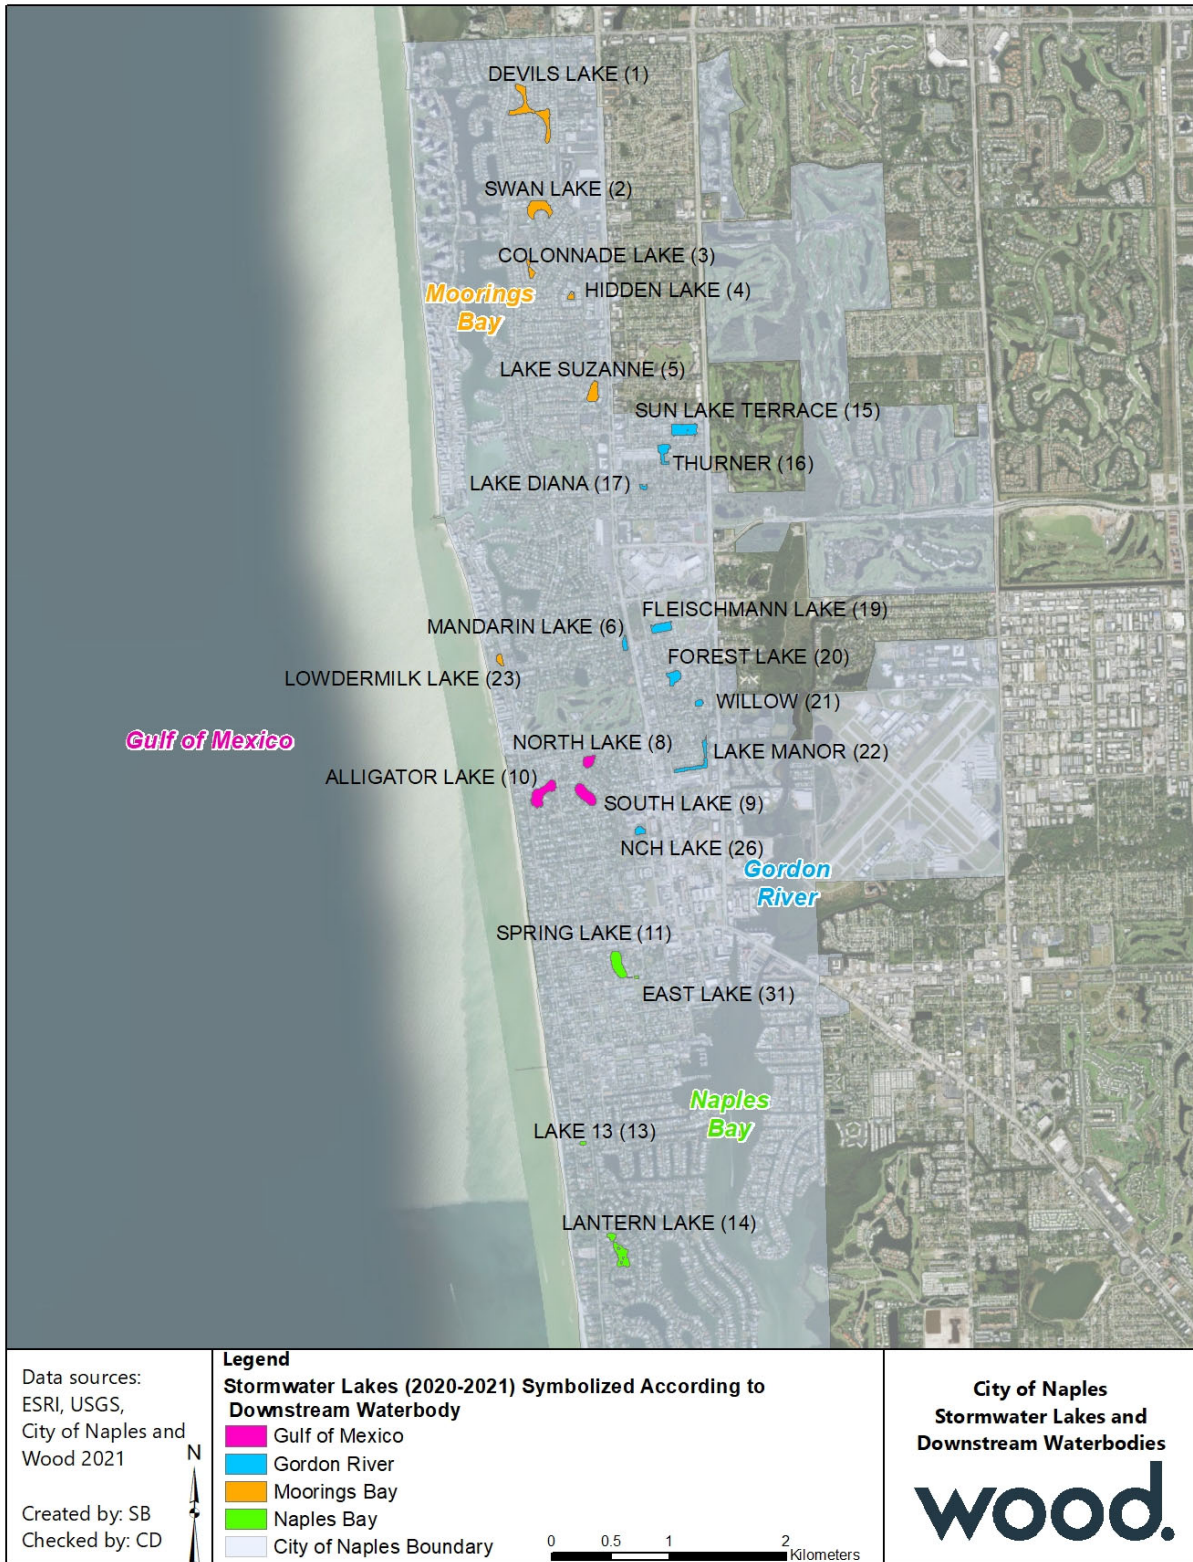 DEVILS LAKE (1)
SWAN LAKE (2)
COLONNADE LAKE (3)
HIDDEN LAKE (4)
Moorings
Bay
LAKE SUZANNE (5)
SUN LAKE TERRACE (15)
THURNER (16)
LAKE DIANA (17)
FLEISCHMANN LAKE (19)
MANDARIN LAKE (6)
FOREST LAKE (20)
LOWDERMILK LAKE (23)
WILLOW (21)
Gulf of Mexico
NORTH LAKE (8)
LAKE MANOR (22)
ALLIGATOR LAKE (10)
SOUTH LAKE (9)
NCH LAKE (26)
Gordon
River
SPRING LAKE (11)
EAST LAKE (31)
Naples
Bay
LAKE 13 (13)
LANTERN LAKE (14)
Data sources:
ESRI, USGS,
City of Naples and
Wood 2021
Created by: SB
Checked by: CD
N
Legend
Stormwater Lakes (2020-2021) Symbolized According to
Downstream Waterbody
Gulf of Mexico
Gordon River
Moorings Bay
Naples Bay
City of Naples Boundary
0 0.5 1 2
Kilometers
City of Naples
Stormwater Lakes and
Downstream Waterbodies
wood.